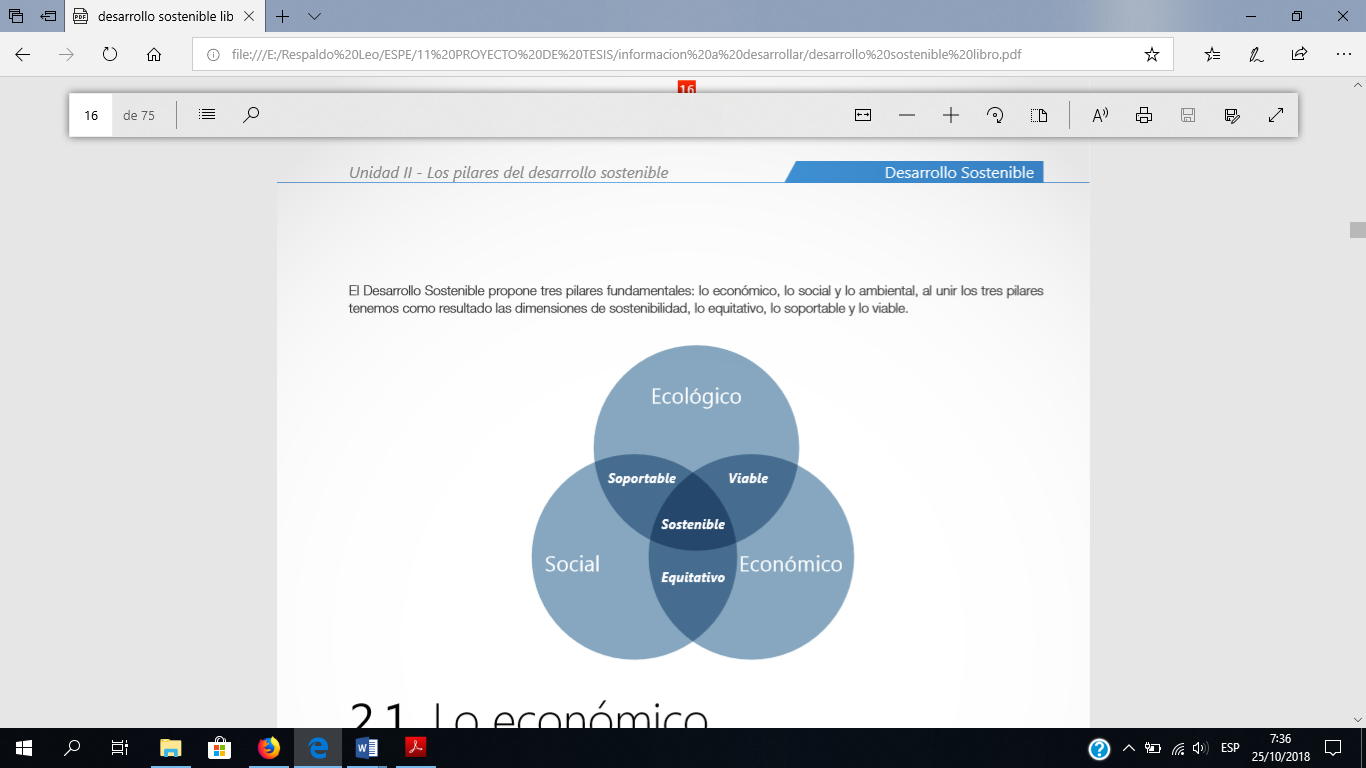 desarrollo sostenible lib
file:///E:/Respaldo%20Leo/ESPE/11%20PROYECTO%20DE%20TESIS/informacion%20a%20desarrollar/desarrollo%20sostenible%20libro.pdf
16
16 de 75
Unidad II - Los pilares del desarrollo sostenible
Desarrollo Sostenible
El Desarrollo Sostenible propone tres pilares fundamentales: lo económico, lo social y lo ambiental, al unir los tres pilares
tenemos como resultado las dimensiones de sostenibilidad, lo equitativo, lo soportable y lo viable.
Ecológico
Soportable
Viable
Sostenible
Social
Económico
Equitativo
2.1 Lo económico
ESP
7:36
25/10/2018